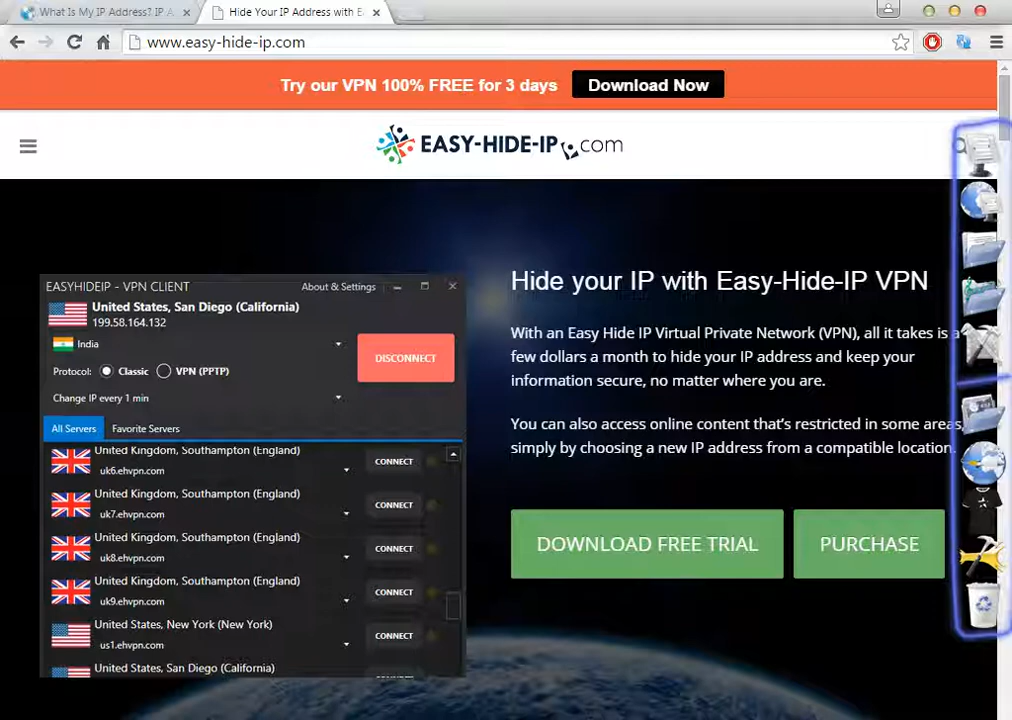 What Is My IP Address? IP A
Hide Your IP Address with E
www.easy-hide-ip.com
Try our VPN 100% FREE for 3 days
Download Now
EASY-HIDE-IP.com
EASYHIDEIP - VPN CLIENT
About & Settings
United States, San Diego (California)
199.58.164.132
India
DISCONNECT
Protocol: Classic VPN (PPTP)
Change IP every 1 min
All Servers
Favorite Servers
United Kingdom, Southampton (England)
uk6.ehvpn.com
CONNECT
United Kingdom, Southampton (England)
uk7.ehvpn.com
CONNECT
United Kingdom, Southampton (England)
uk8.ehvpn.com
CONNECT
United Kingdom, Southampton (England)
uk9.ehvpn.com
CONNECT
United States, New York (New York)
us1.ehvpn.com
CONNECT
United States, San Diego (California)
Hide your IP with Easy-Hide-IP VPN
With an Easy Hide IP Virtual Private Network (VPN), all it takes is a
few dollars a month to hide your IP address and keep your
information secure, no matter where you are.
You can also access online content that's restricted in some areas,
simply by choosing a new IP address from a compatible location.
DOWNLOAD FREE TRIAL
PURCHASE